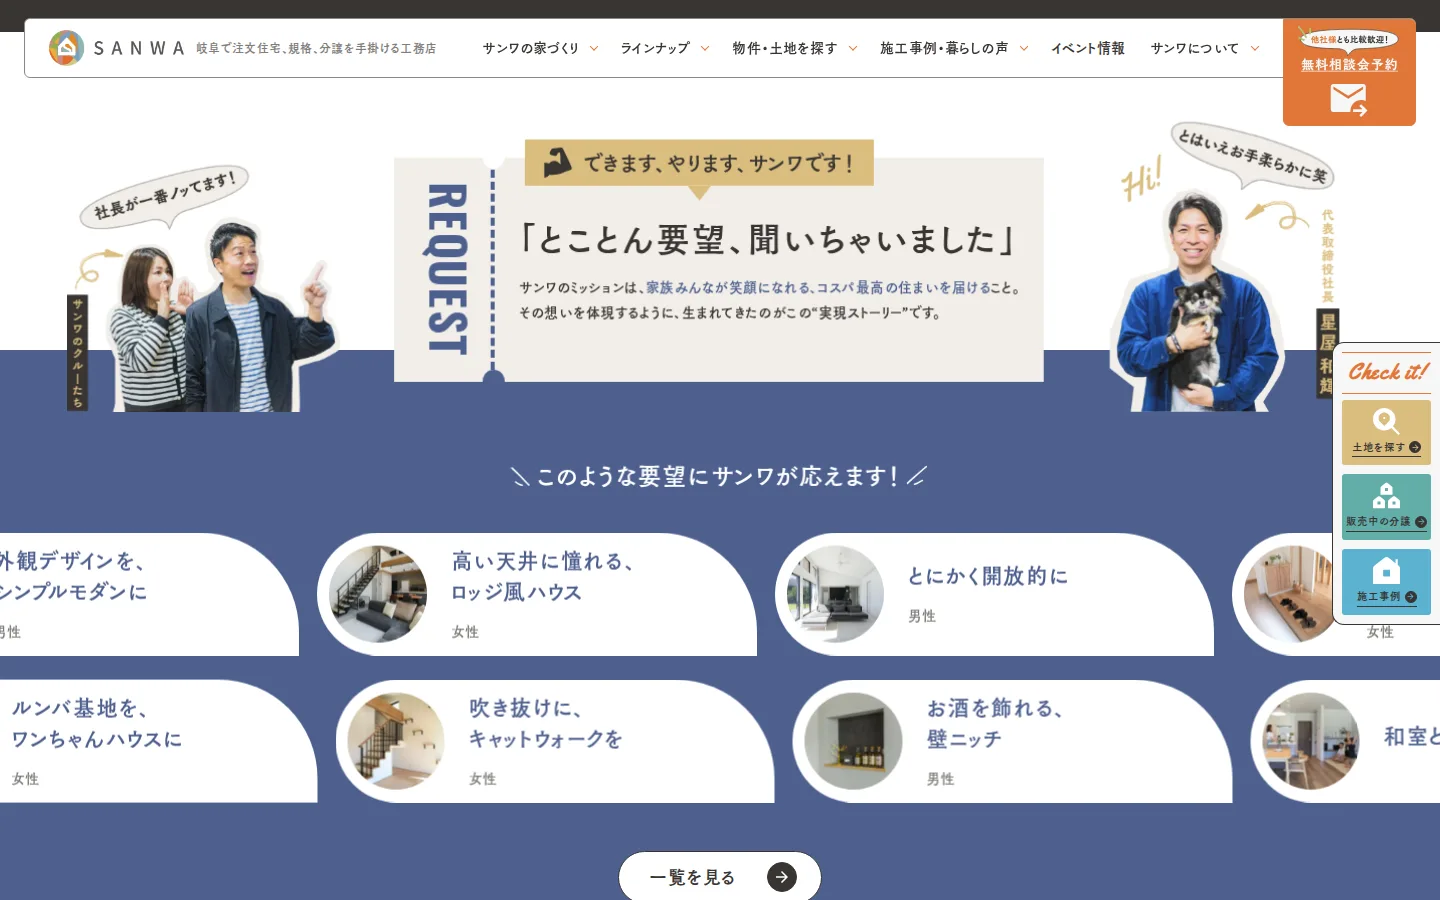 SANWA 岐阜で注文住宅、規格、分譲を手掛ける工務店
サンワの家づくり
ラインナップ
物件・土地を探す
施工事例・暮らしの声
イベント情報
サンワについて
他社様とも比較歓迎!
無料相談会予約
社長が一番ノッてます!
サンワのクルーたち
REQUEST
できます、やります、サンワです!
「とことん要望、聞いちゃいました」
サンワのミッションは、家族みんなが笑顔になれる、コスパ最高の住まいを届けること。
その想いを体現するように、生まれてきたのがこの“実現ストーリー”です。
Hi!
とはいえお手柔らかに笑
代表取締役社長
星屋 和輝
Check it!
土地を探す
販売中の分譲
施工事例
このような要望にサンワが応えます!
外観デザインを、
シンプルモダンに
男性
高い天井に憧れる、
ロッジ風ハウス
女性
とにかく開放的に
男性
女性
ルンバ基地を、
ワンちゃんハウスに
女性
吹き抜けに、
キャットウォークを
女性
お酒を飾れる、
壁ニッチ
男性
和室と
一覧を見る